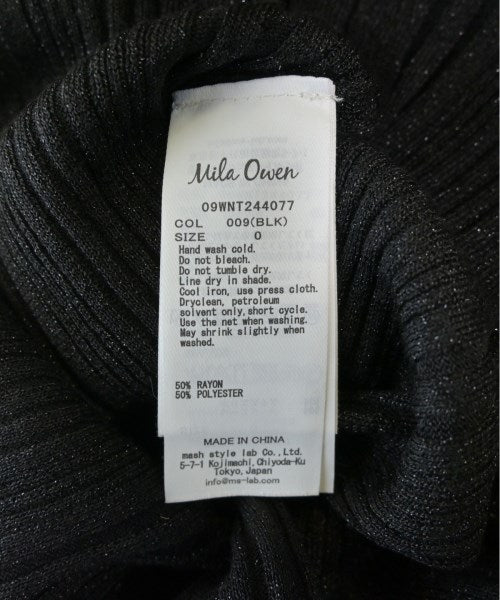 Mila Owen
09WNT244077
COL 009(BLK)
SIZE 0
Hand wash cold.
Do not bleach.
Do not tumble dry.
Line dry in shade.
Cool iron, use press cloth.
Dryclean, petroleum
solvent only,short cycle.
Use the net when washing.
May shrink slightly when
washed.
50% RAYON
50% POLYESTER
MADE IN CHINA
mash style lab Co.,Ltd.
5-7-1 Kojimachi,Chiyoda-Ku
Tokyo,Japan
info@ms-lab.com